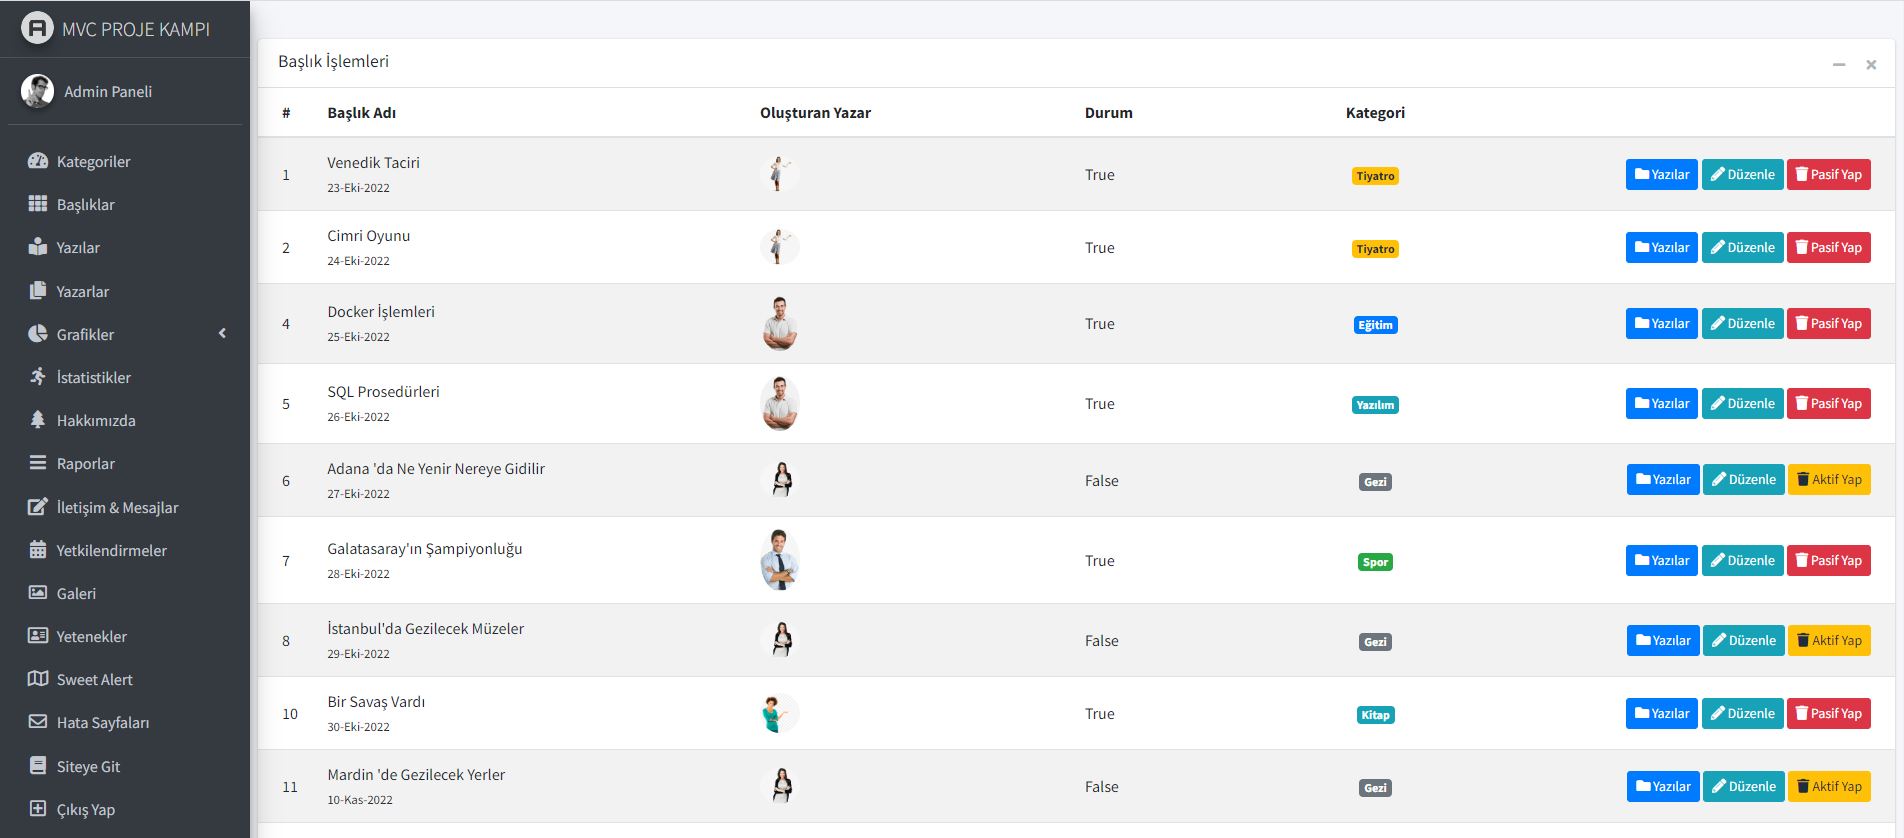 MVC PROJE KAMPI
Admin Paneli
Kategoriler
Başlıklar
Yazılar
Yazarlar
Grafikler
İstatistikler
Hakkımızda
Raporlar
İletişim & Mesajlar
Yetkilendirmeler
Galeri
Yetenekler
Sweet Alert
Hata Sayfaları
Siteye Git
Çıkış Yap
Başlık İşlemleri
# Başlık Adı Oluşturan Yazar Durum Kategori
1 Venedik Taciri True Tiyatro Yazılar Düzenle Pasif Yap
23-Eki-2022
2 Cimri Oyunu True Tiyatro Yazılar Düzenle Pasif Yap
24-Eki-2022
4 Docker İşlemleri True Eğitim Yazılar Düzenle Pasif Yap
25-Eki-2022
5 SQL Prosedürleri True Yazılım Yazılar Düzenle Pasif Yap
26-Eki-2022
6 Adana 'da Ne Yenir Nereye Gidilir False Gezi Yazılar Düzenle Aktif Yap
27-Eki-2022
7 Galatasaray'ın Şampiyonluğu True Spor Yazılar Düzenle Pasif Yap
28-Eki-2022
8 İstanbul'da Gezilecek Müzeler False Gezi Yazılar Düzenle Aktif Yap
29-Eki-2022
10 Bir Savaş Vardı True Kitap Yazılar Düzenle Pasif Yap
30-Eki-2022
11 Mardin 'de Gezilecek Yerler False Gezi Yazılar Düzenle Aktif Yap
10-Kas-2022